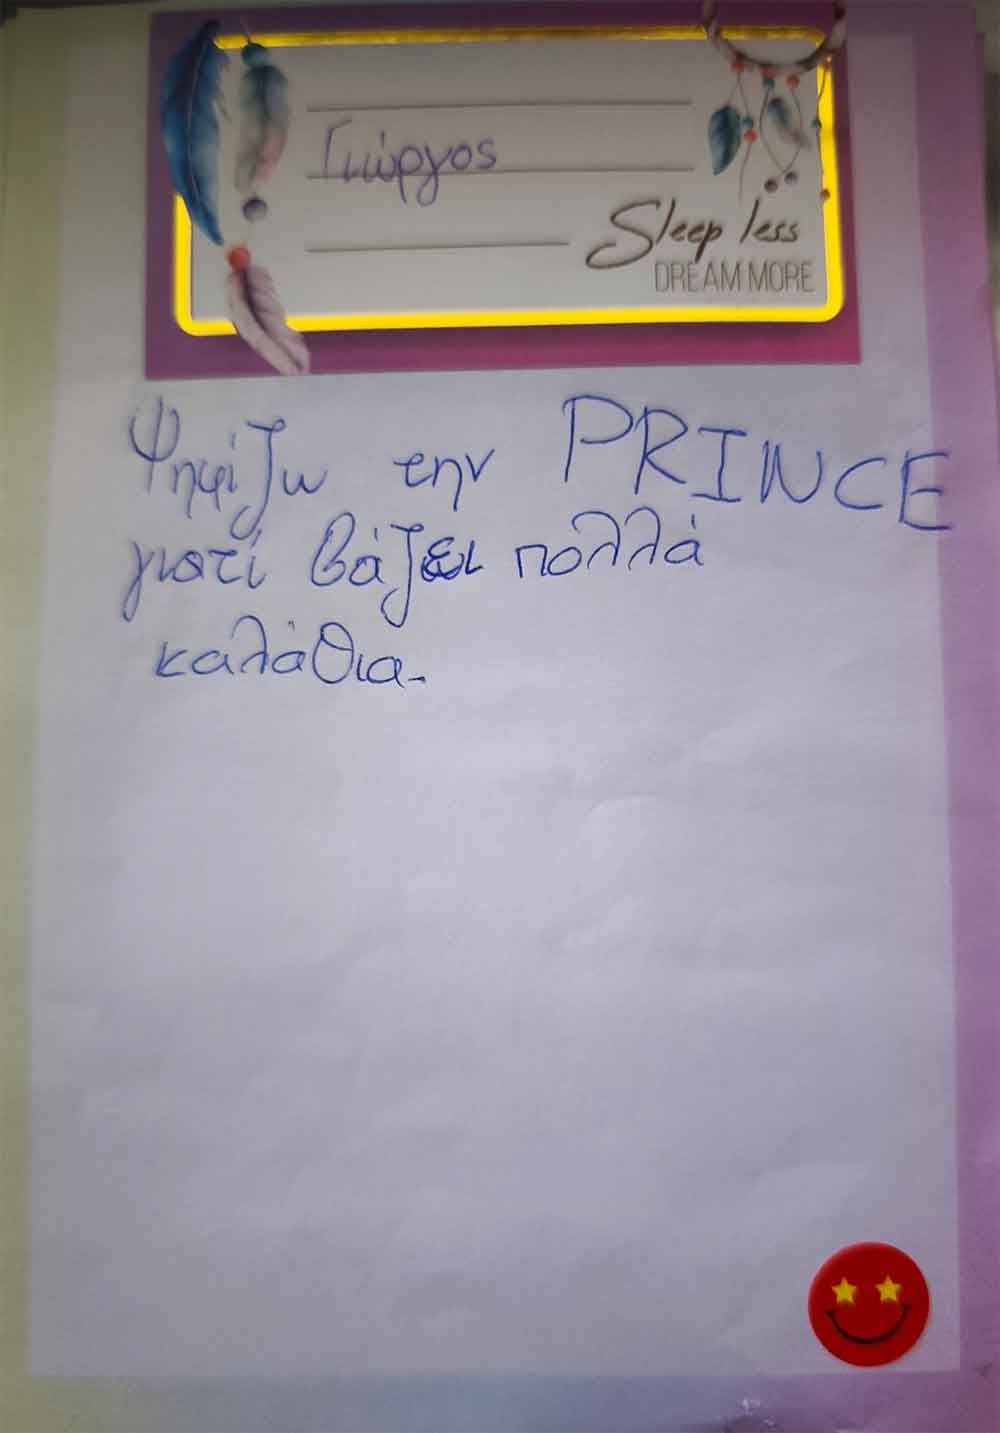 Γιώργος
Sleep less
DREAM MORE
Ψηφίζω την PRINCE
γιατί βάζει πολλά
καλάθια.